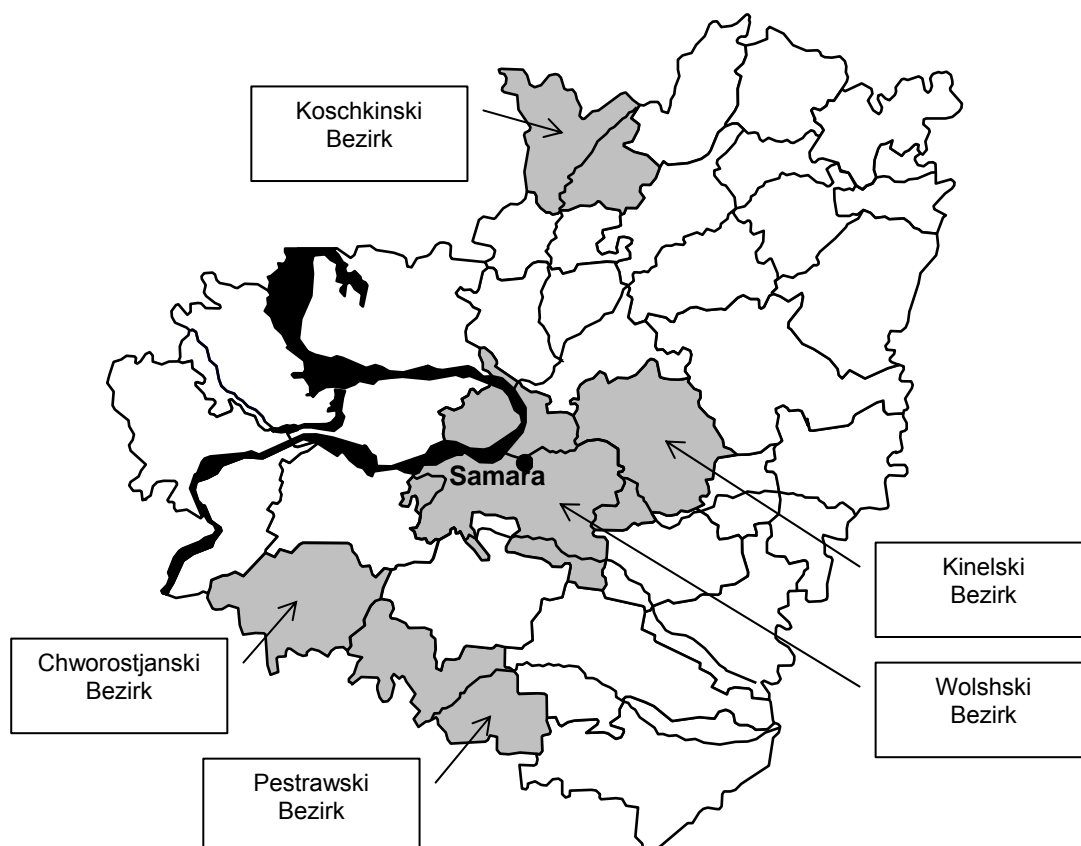 Koschkinski
Bezirk
Samara
Kinelski
Bezirk
Chworostjanski
Bezirk
Wolshski
Bezirk
Pestrawski
Bezirk